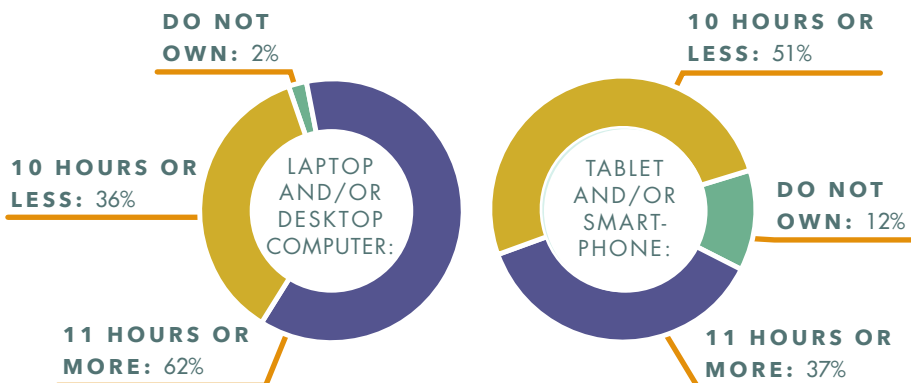 DO NOT
OWN: 2%
10 HOURS OR
LESS: 36%
LAPTOP
AND/OR
DESKTOP
COMPUTER:
11 HOURS OR
MORE: 62%
10 HOURS OR
LESS: 51%
TABLET
AND/OR
SMART-
PHONE:
DO NOT
OWN: 12%
11 HOURS OR
MORE: 37%